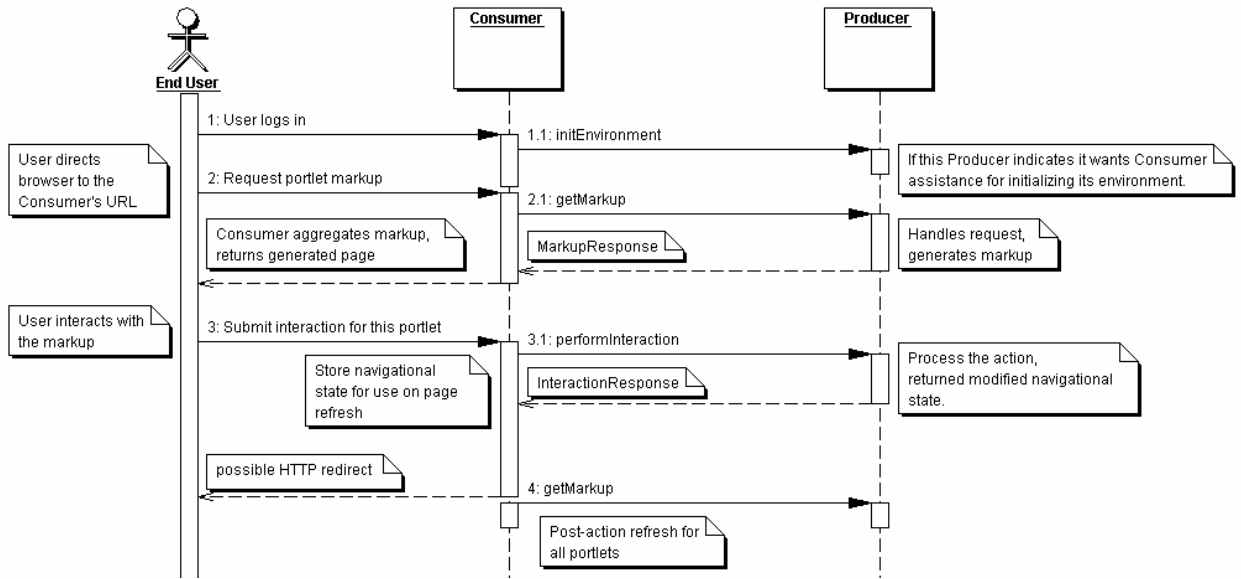 Consumer
Producer
End User
1: User logs in
1.1: initEnvironment
User directs
browser to the
Consumer's URL
If this Producer indicates it wants Consumer
assistance for initializing its environment.
2: Request portlet markup
2.1: getMarkup
Consumer aggregates markup,
returns generated page
MarkupResponse
Handles request,
generates markup
User interacts with
the markup
3: Submit interaction for this portlet
3.1: performInteraction
Store navigational
state for use on page
refresh
InteractionResponse
Process the action,
returned modified navigational
state.
possible HTTP redirect
4: getMarkup
Post-action refresh for
all portlets